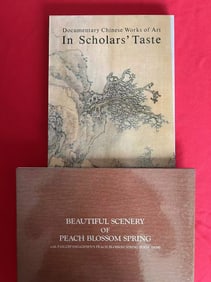 Documentary Chinese Works of Art
In Scholars' Taste
BEAUTIFUL SCENERY
OF
PEACH BLOSSOM SPRING